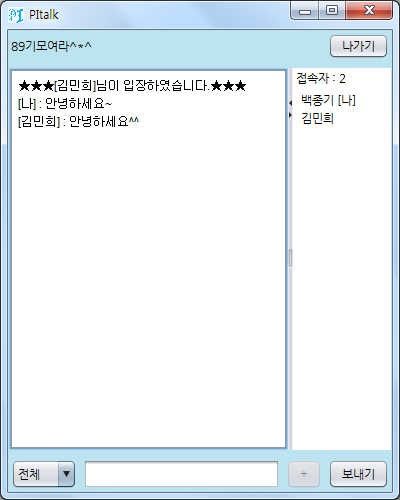 PItalk
89기모여라^*^
나가기
★★★[김민희]님이 입장하였습니다.★★★
[나] : 안녕하세요~
[김민희] : 안녕하세요^^
접속자 : 2
백종기 [나]
김민희
전체
+
보내기